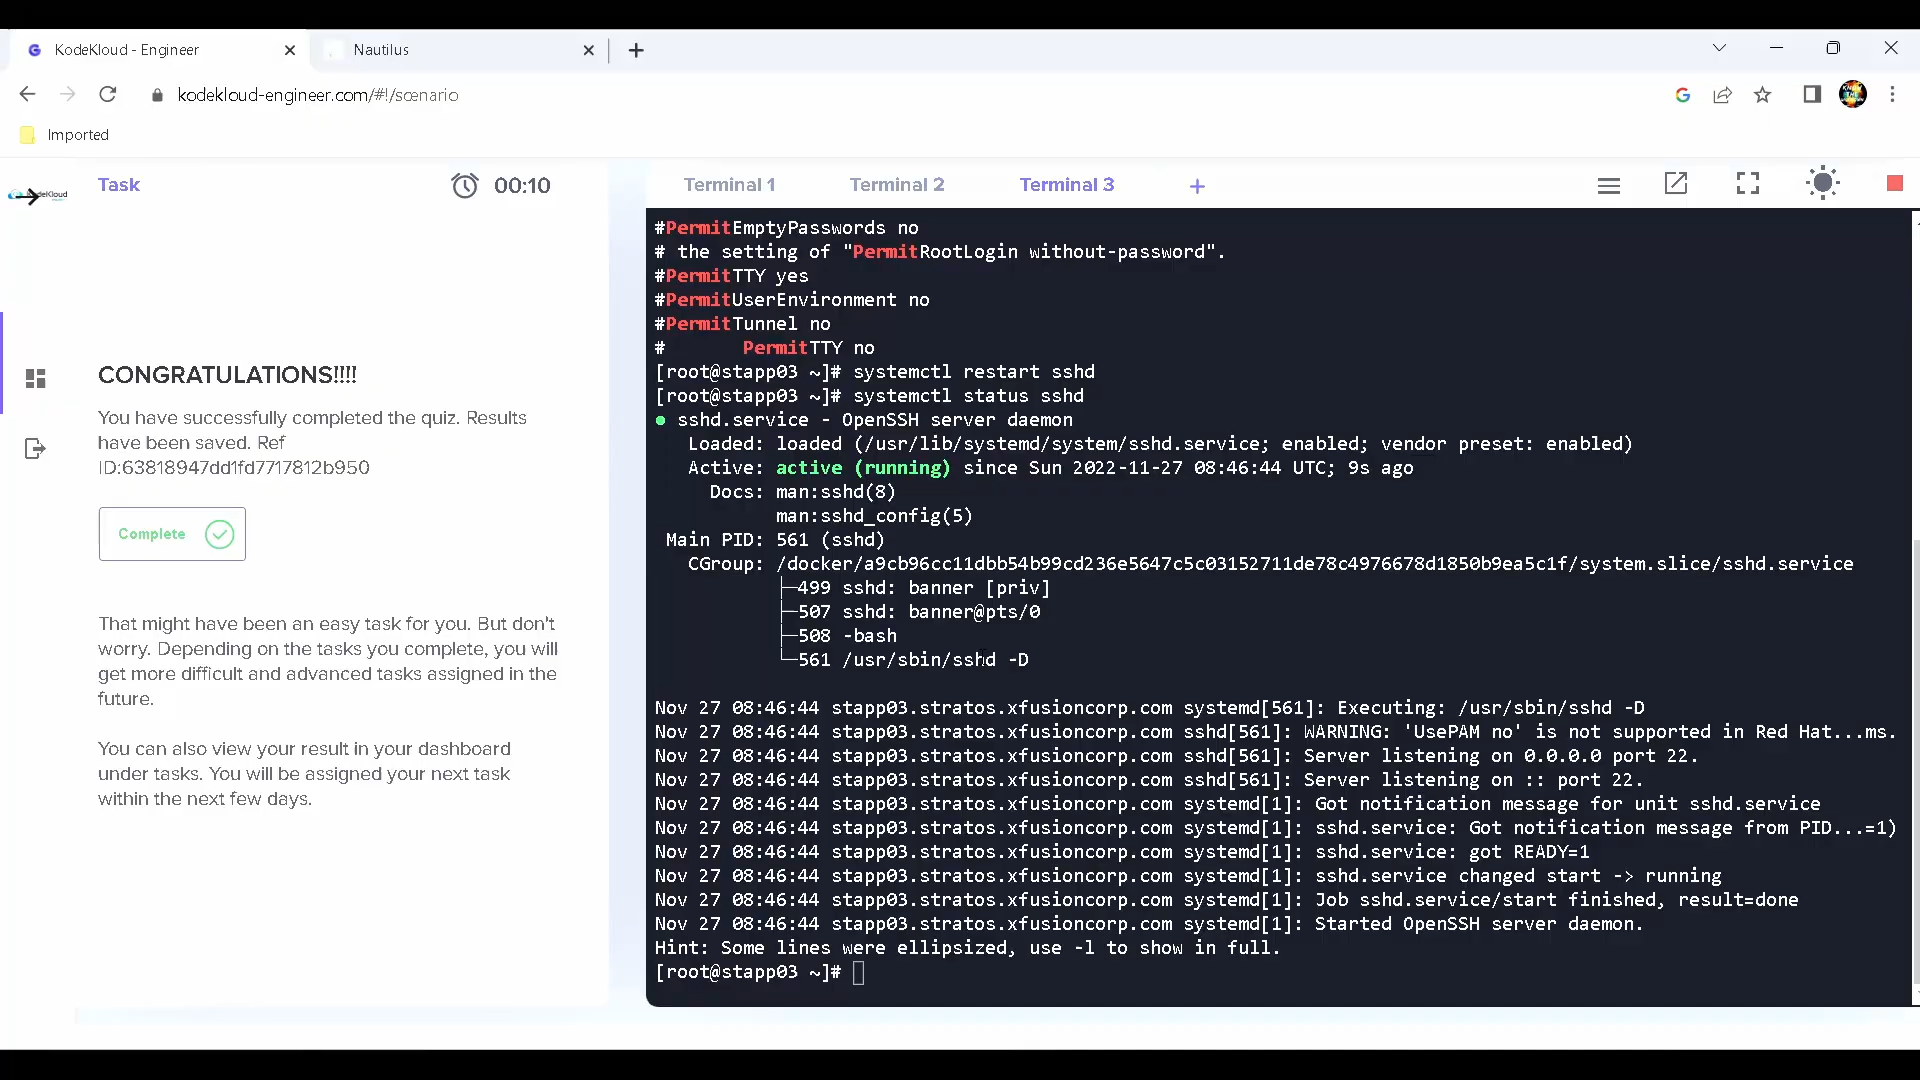 KodeKloud - Engineer
Nautilus
kodekloud-engineer.com/#!/scenario
Imported
Task
00:10
Terminal 1
Terminal 2
Terminal 3
CONGRATULATIONS!!!!
You have successfully completed the quiz. Results
have been saved. Ref
ID:63818947dd1fd7717812b950
Complete
That might have been an easy task for you. But don't
worry. Depending on the tasks you complete, you will
get more difficult and advanced tasks assigned in the
future.
You can also view your result in your dashboard
under tasks. You will be assigned your next task
within the next few days.
#PermitEmptyPasswords no
# the setting of "PermitRootLogin without-password".
#PermitTTY yes
#PermitUserEnvironment no
#PermitTunnel no
#       PermitTTY no
[root@stapp03 ~]# systemctl restart sshd
[root@stapp03 ~]# systemctl status sshd
● sshd.service - OpenSSH server daemon
   Loaded: loaded (/usr/lib/systemd/system/sshd.service; enabled; vendor preset: enabled)
   Active: active (running) since Sun 2022-11-27 08:46:44 UTC; 9s ago
     Docs: man:sshd(8)
           man:sshd_config(5)
 Main PID: 561 (sshd)
   CGroup: /docker/a9cb96cc11dbb54b99cd236e5647c5c03152711de78c4976678d1850b9ea5c1f/system.slice/sshd.service
           ├─499 sshd: banner [priv]
           ├─507 sshd: banner@pts/0
           ├─508 -bash
           └─561 /usr/sbin/sshd -D
Nov 27 08:46:44 stapp03.stratos.xfusioncorp.com systemd[561]: Executing: /usr/sbin/sshd -D
Nov 27 08:46:44 stapp03.stratos.xfusioncorp.com sshd[561]: WARNING: 'UsePAM no' is not supported in Red Hat...ms.
Nov 27 08:46:44 stapp03.stratos.xfusioncorp.com sshd[561]: Server listening on 0.0.0.0 port 22.
Nov 27 08:46:44 stapp03.stratos.xfusioncorp.com sshd[561]: Server listening on :: port 22.
Nov 27 08:46:44 stapp03.stratos.xfusioncorp.com systemd[1]: Got notification message for unit sshd.service
Nov 27 08:46:44 stapp03.stratos.xfusioncorp.com systemd[1]: sshd.service: Got notification message from PID...=1)
Nov 27 08:46:44 stapp03.stratos.xfusioncorp.com systemd[1]: sshd.service: got READY=1
Nov 27 08:46:44 stapp03.stratos.xfusioncorp.com systemd[1]: sshd.service changed start -> running
Nov 27 08:46:44 stapp03.stratos.xfusioncorp.com systemd[1]: Job sshd.service/start finished, result=done
Nov 27 08:46:44 stapp03.stratos.xfusioncorp.com systemd[1]: Started OpenSSH server daemon.
Hint: Some lines were ellipsized, use -l to show in full.
[root@stapp03 ~]#